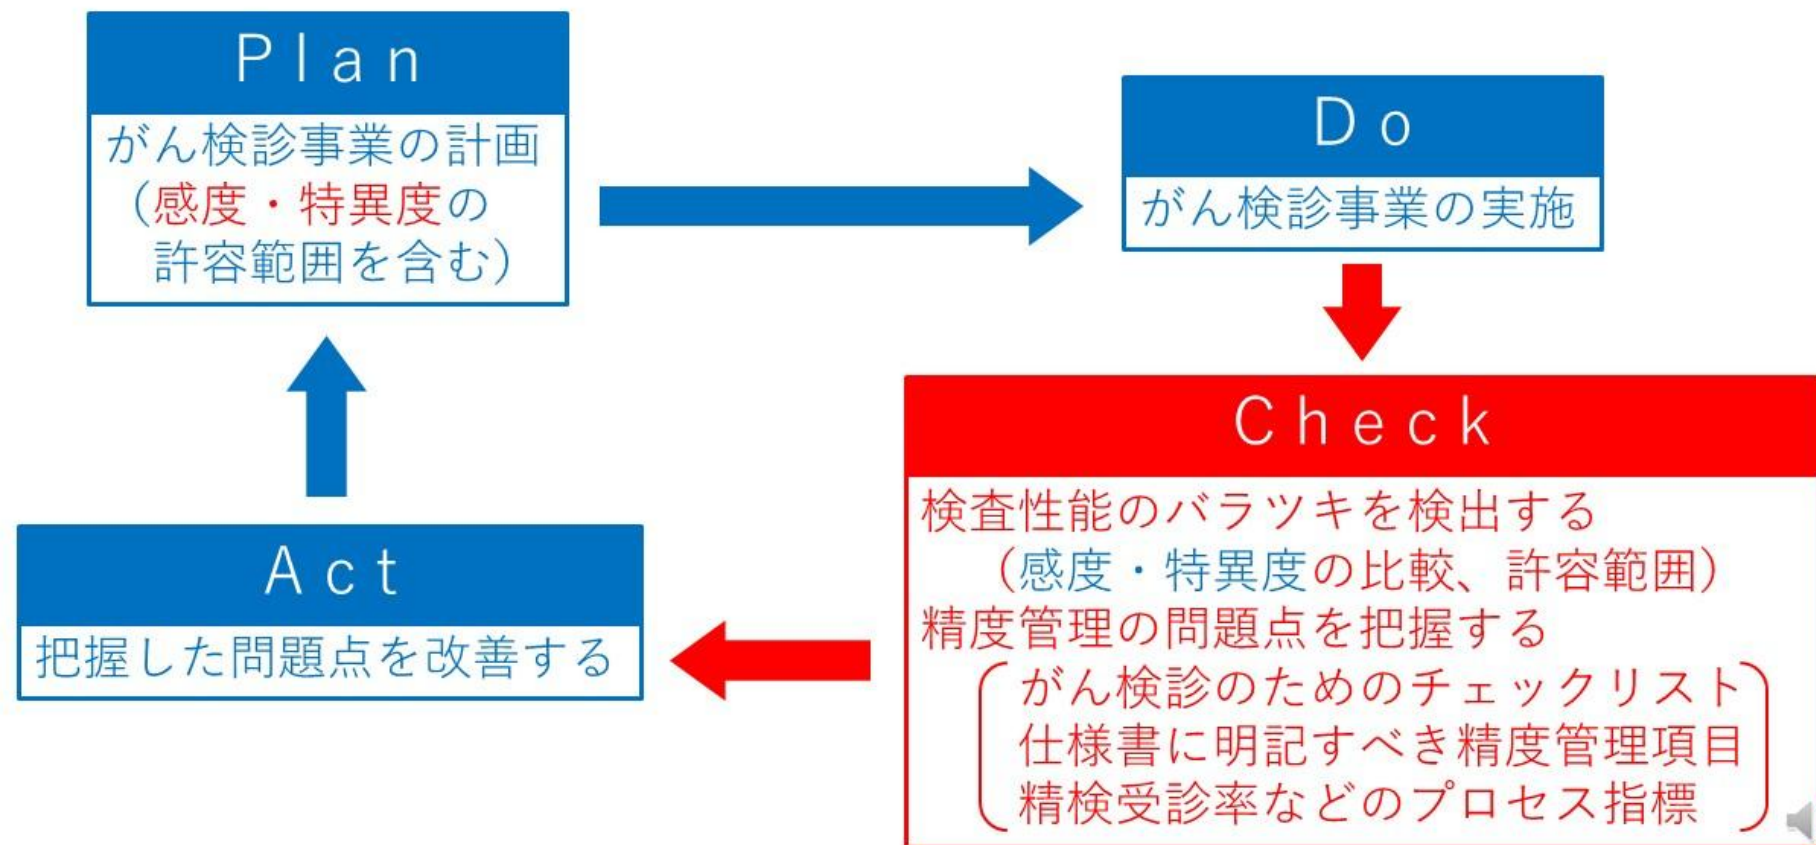 Plan
がん検診事業の計画
（感度・特異度の
許容範囲を含む）
Do
がん検診事業の実施
Check
検査性能のバラツキを検出する
（感度・特異度の比較、許容範囲）
精度管理の問題点を把握する
がん検診のためのチェックリスト
仕様書に明記すべき精度管理項目
精検受診率などのプロセス指標
Act
把握した問題点を改善する